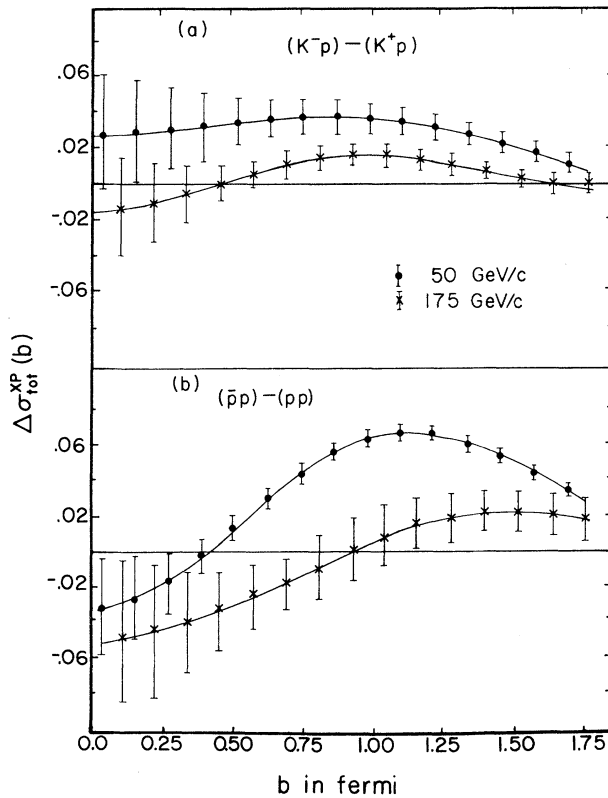 (a)
(K⁻p) – (K⁺p)
.06
.02
-.02
-.06
50 GeV/c
175 GeV/c
Δσ_tot^XP (b)
(b)
(p̄p) – (pp)
.06
.02
-.02
-.06
0.0 0.25 0.50 0.75 1.00 1.25 1.50 1.75
b in fermi